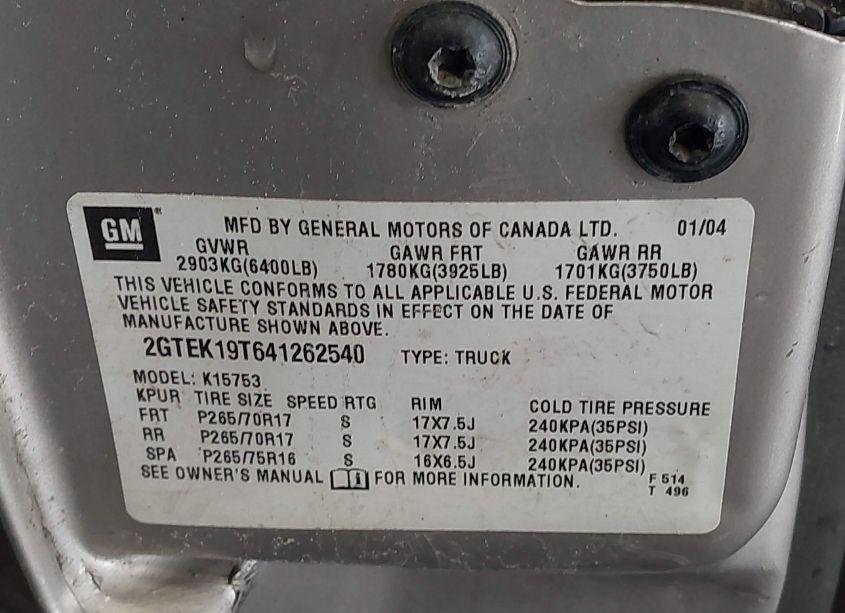 GM ® MFD BY GENERAL MOTORS OF CANADA LTD. 01/04
GVWR GAWR FRT GAWR RR
2903KG(6400LB) 1780KG(3925LB) 1701KG(3750LB)
THIS VEHICLE CONFORMS TO ALL APPLICABLE U.S. FEDERAL MOTOR
VEHICLE SAFETY STANDARDS IN EFFECT ON THE DATE OF
MANUFACTURE SHOWN ABOVE.
2GTEK19T641262540 TYPE: TRUCK
MODEL: K15753
KPUR TIRE SIZE SPEED RTG RIM COLD TIRE PRESSURE
FRT P265/70R17 S 17X7.5J 240KPA(35PSI)
RR P265/70R17 S 17X7.5J 240KPA(35PSI)
SPA P265/75R16 S 16X6.5J 240KPA(35PSI)
SEE OWNER'S MANUAL FOR MORE INFORMATION. F 514
T 496